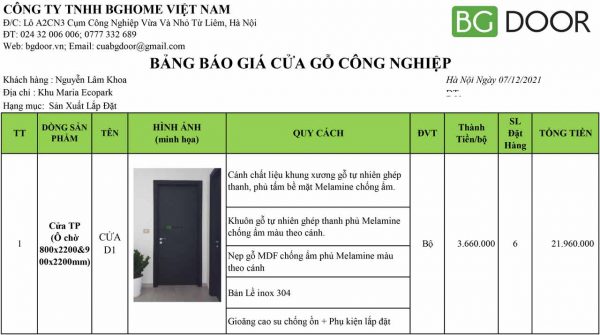 CÔNG TY TNHH BGHOME VIỆT NAM
Đ/C: Lô A2CN3 Cụm Công Nghiệp Vừa Và Nhỏ Từ Liêm, Hà Nội
ĐT: 024 32 006 006; 0777 332 689
Web: bgdoor.vn; Email: cuabgdoor@gmail.com
BG DOOR
BẢNG BÁO GIÁ CỬA GỖ CÔNG NGHIỆP
Khách hàng : Nguyễn Lâm Khoa
Hà Nội Ngày 07/12/2021
Địa chỉ : Khu Maria Ecopark
Hạng mục: Sản Xuất Lắp Đặt
TT
DÒNG SẢN
PHẨM
TÊN
HÌNH ẢNH
(minh họa)
QUY CÁCH
ĐVT
Thành
Tiền/bộ
SL
Đặt
Hàng
TỔNG TIỀN
1
Cửa TP
(Ô chờ
800x2200&9
00x2200mm)
CỬA
D1
BG DOOR
Cánh chất liệu khung xương gỗ tự nhiên ghép
thanh, phủ tấm bề mặt Melamine chống ẩm.
Khuôn gỗ tự nhiên ghép thanh phủ Melamine
chống ẩm màu theo cánh.
Nẹp gỗ MDF chống ẩm phủ Melamine màu
theo cánh
Bản Lề inox 304
Gioăng cao su chống ồn + Phụ kiện lắp đặt
Bộ
3.660.000
6
21.960.000